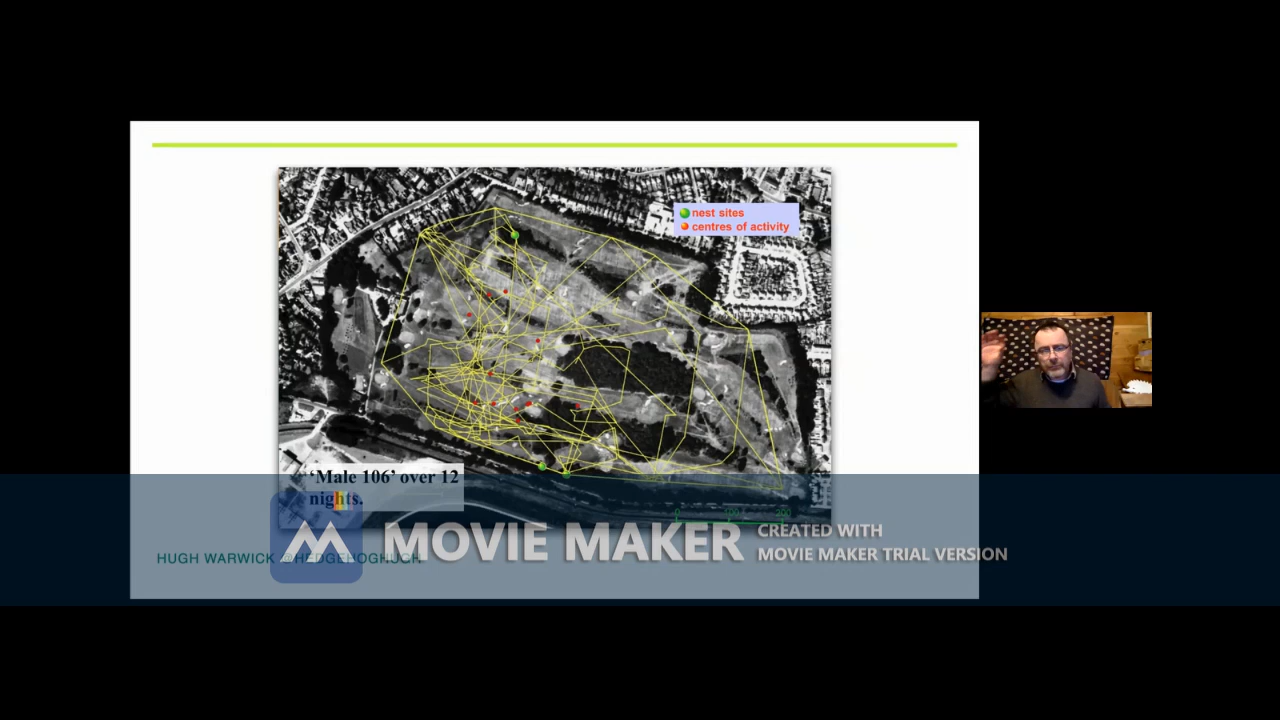 nest sites
centres of activity
‘Male 106’ over 12
nights.
MOVIE MAKER
CREATED WITH
MOVIE MAKER TRIAL VERSION
HUGH WARWICK @HEDGEHOGHUGH